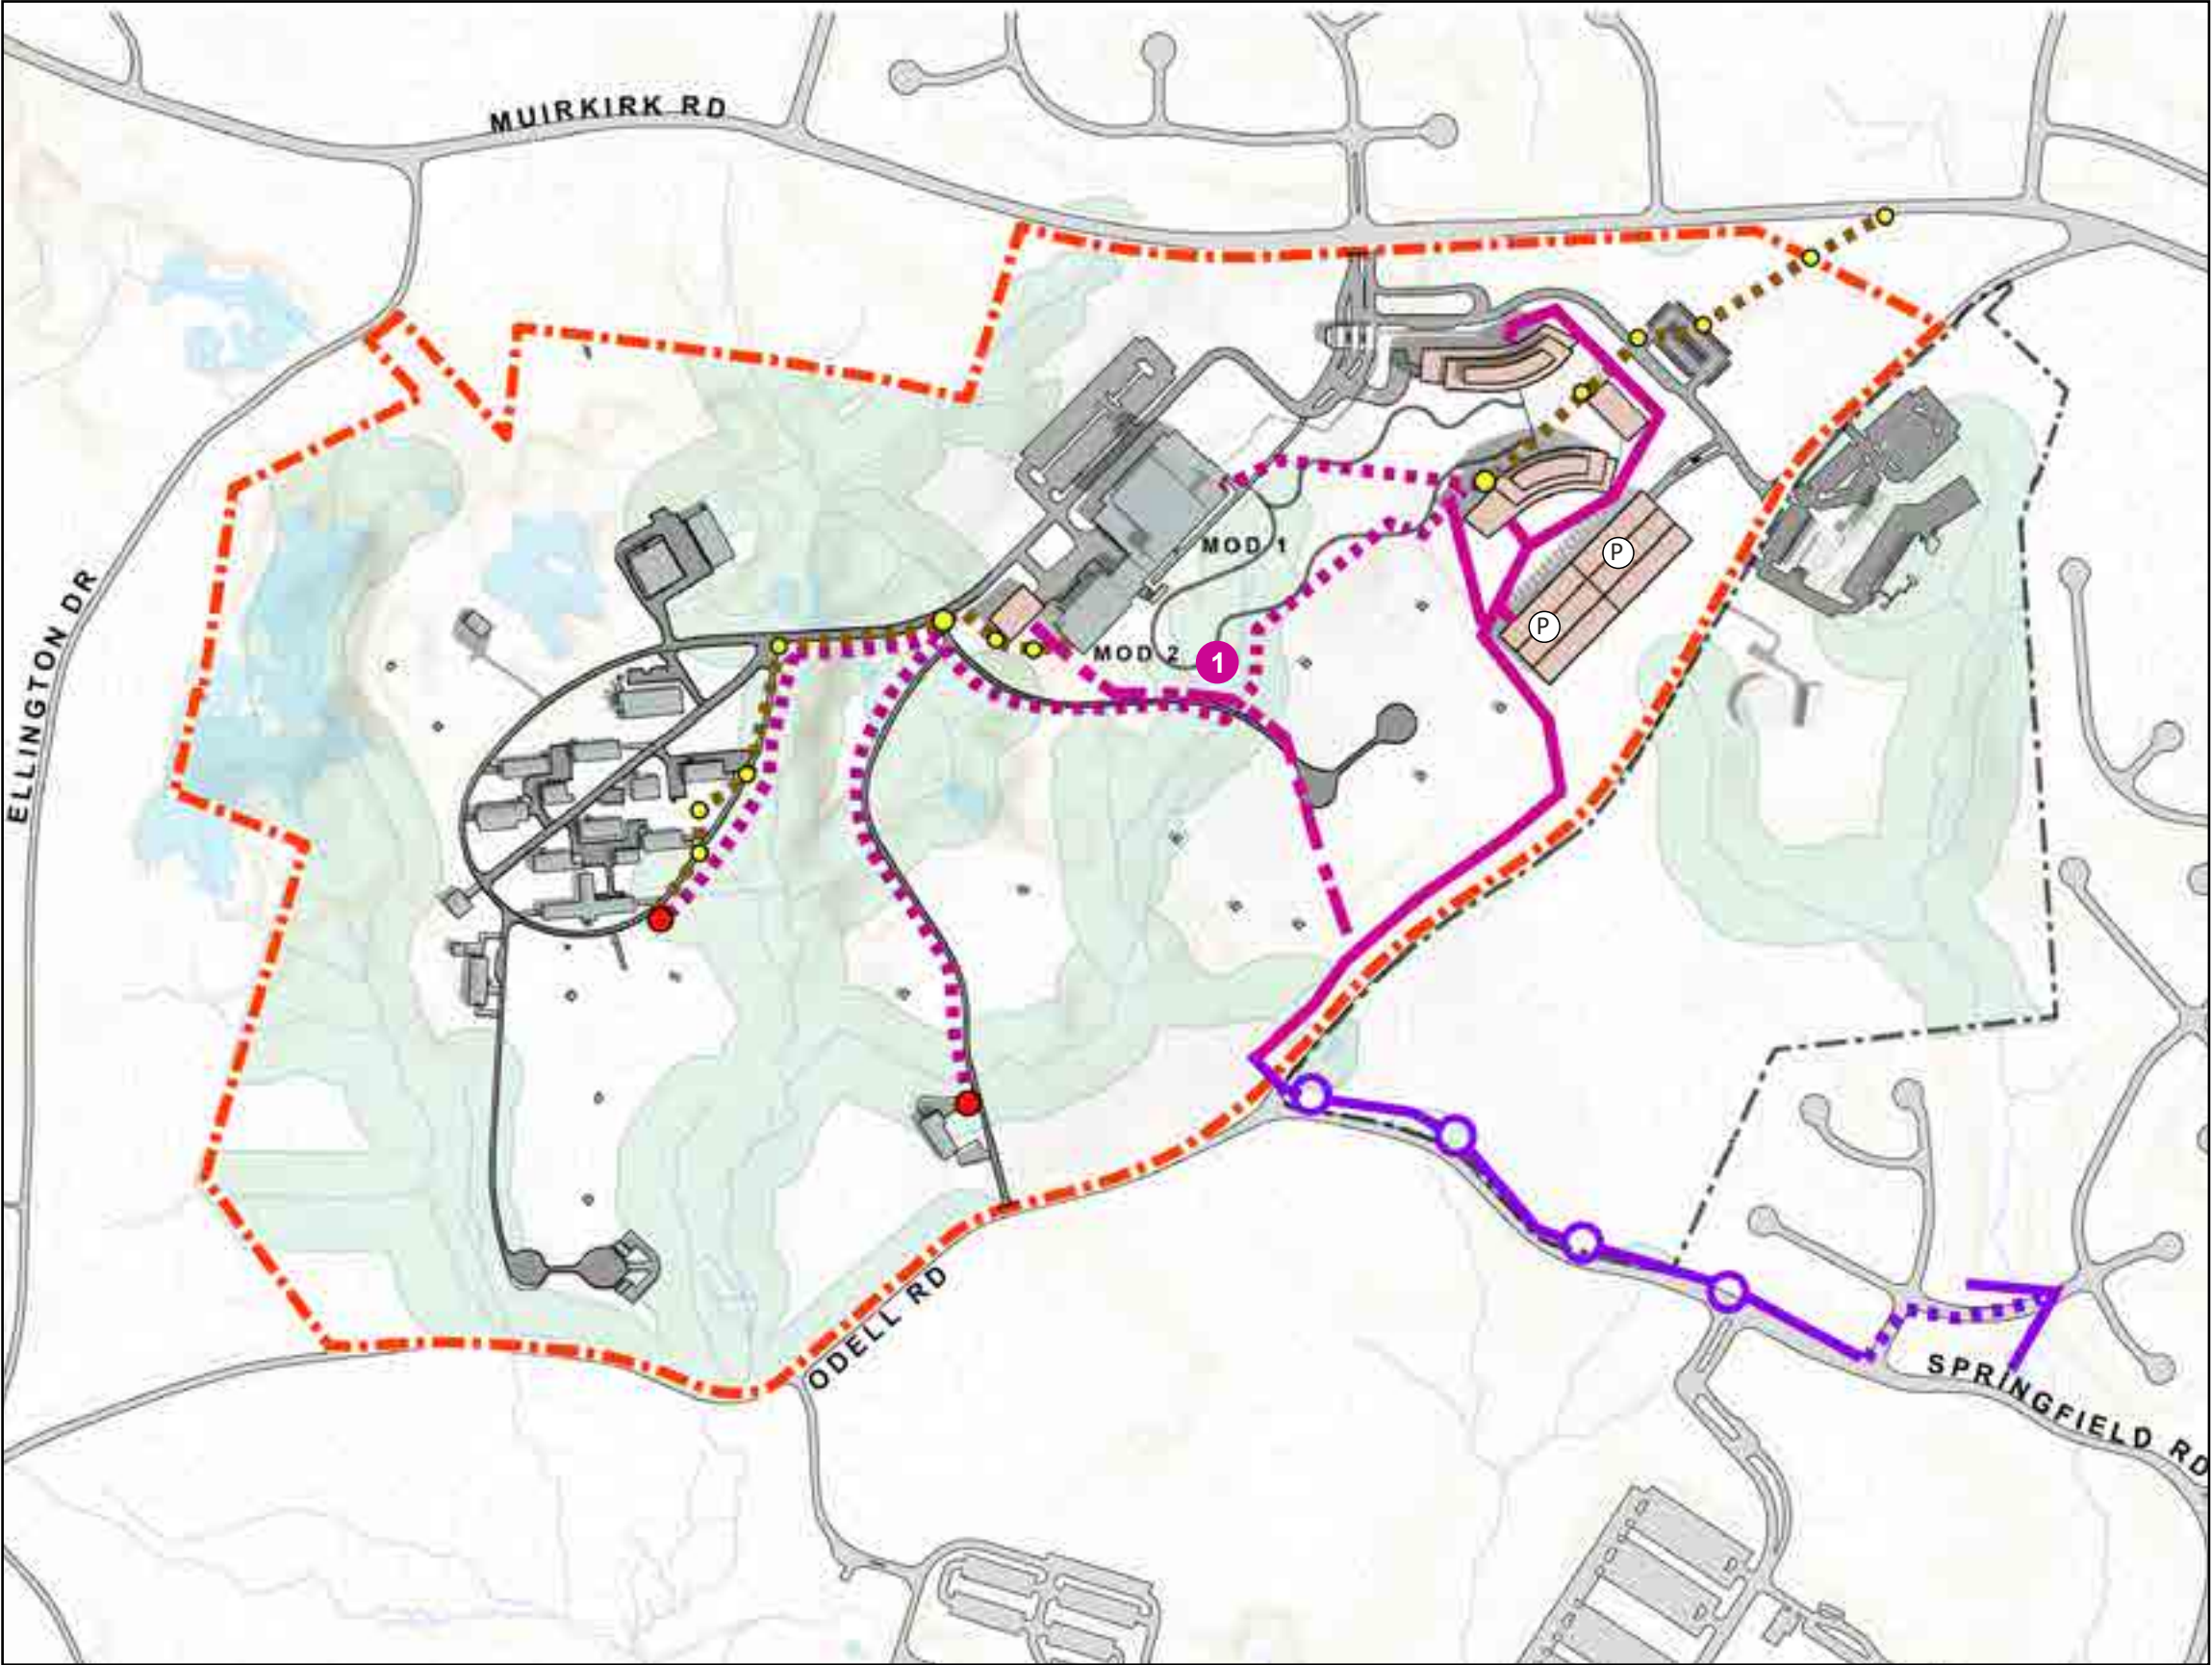 MUIRKIRK RD
MOD 1
P
ELLINGTON DR
P
MOD 2
1
ODELL RD
SPRINGFIELD RD